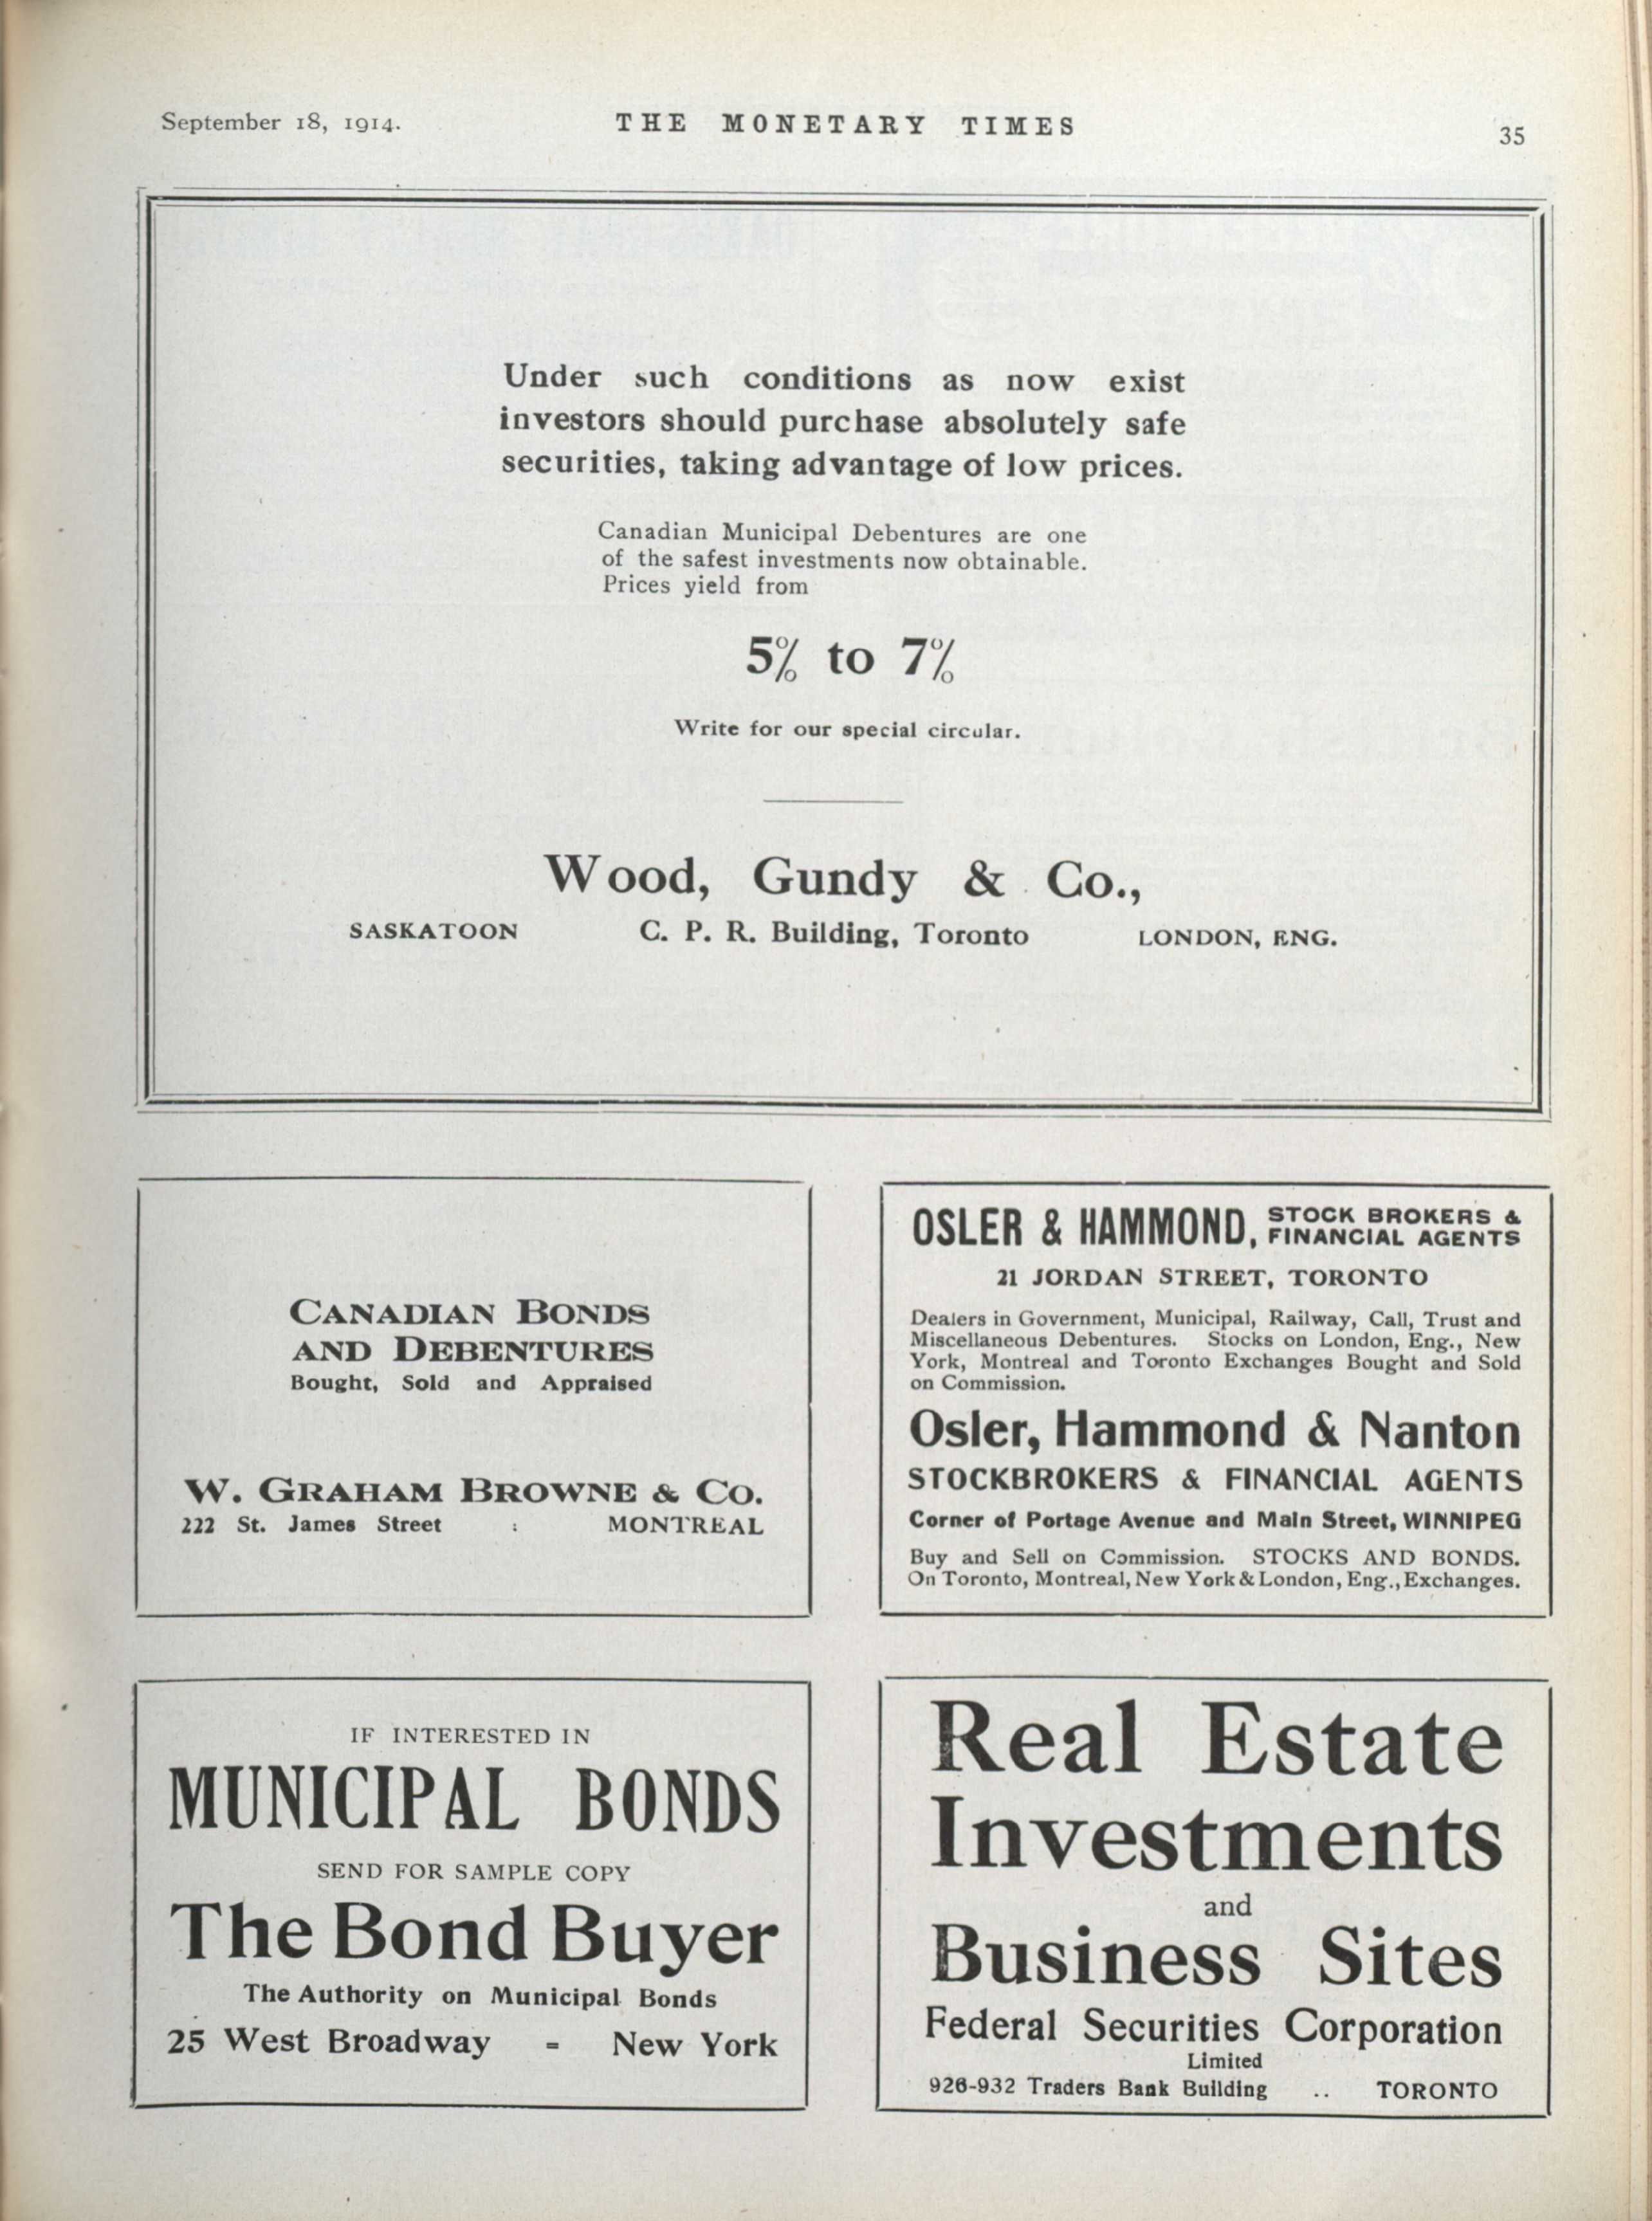 September 18, 1914.
THE MONETARY TIMES
35
Under such conditions as now exist
investors should purchase absolutely safe
securities, taking advantage of low prices.
Canadian Municipal Debentures are one
of the safest investments now obtainable.
Prices yield from
5% to 7%
Write for our special circular.
Wood, Gundy & Co.,
SASKATOON C. P. R. Building, Toronto LONDON, ENG.
CANADIAN BONDS
AND DEBENTURES
Bought, Sold and Appraised
W. GRAHAM BROWNE & CO.
222 St. James Street : MONTREAL
OSLER & HAMMOND, STOCK BROKERS &
FINANCIAL AGENTS
21 JORDAN STREET, TORONTO
Dealers in Government, Municipal, Railway, Call, Trust and
Miscellaneous Debentures. Stocks on London, Eng., New
York, Montreal and Toronto Exchanges Bought and Sold
on Commission.
Osler, Hammond & Nanton
STOCKBROKERS & FINANCIAL AGENTS
Corner of Portage Avenue and Main Street, WINNIPEG
Buy and Sell on Commission. STOCKS AND BONDS.
On Toronto, Montreal, New York & London, Eng., Exchanges.
IF INTERESTED IN
MUNICIPAL BONDS
SEND FOR SAMPLE COPY
The Bond Buyer
The Authority on Municipal Bonds
25 West Broadway - New York
Real Estate
Investments
and
Business Sites
Federal Securities Corporation
Limited
926-932 Traders Bank Building .. TORONTO